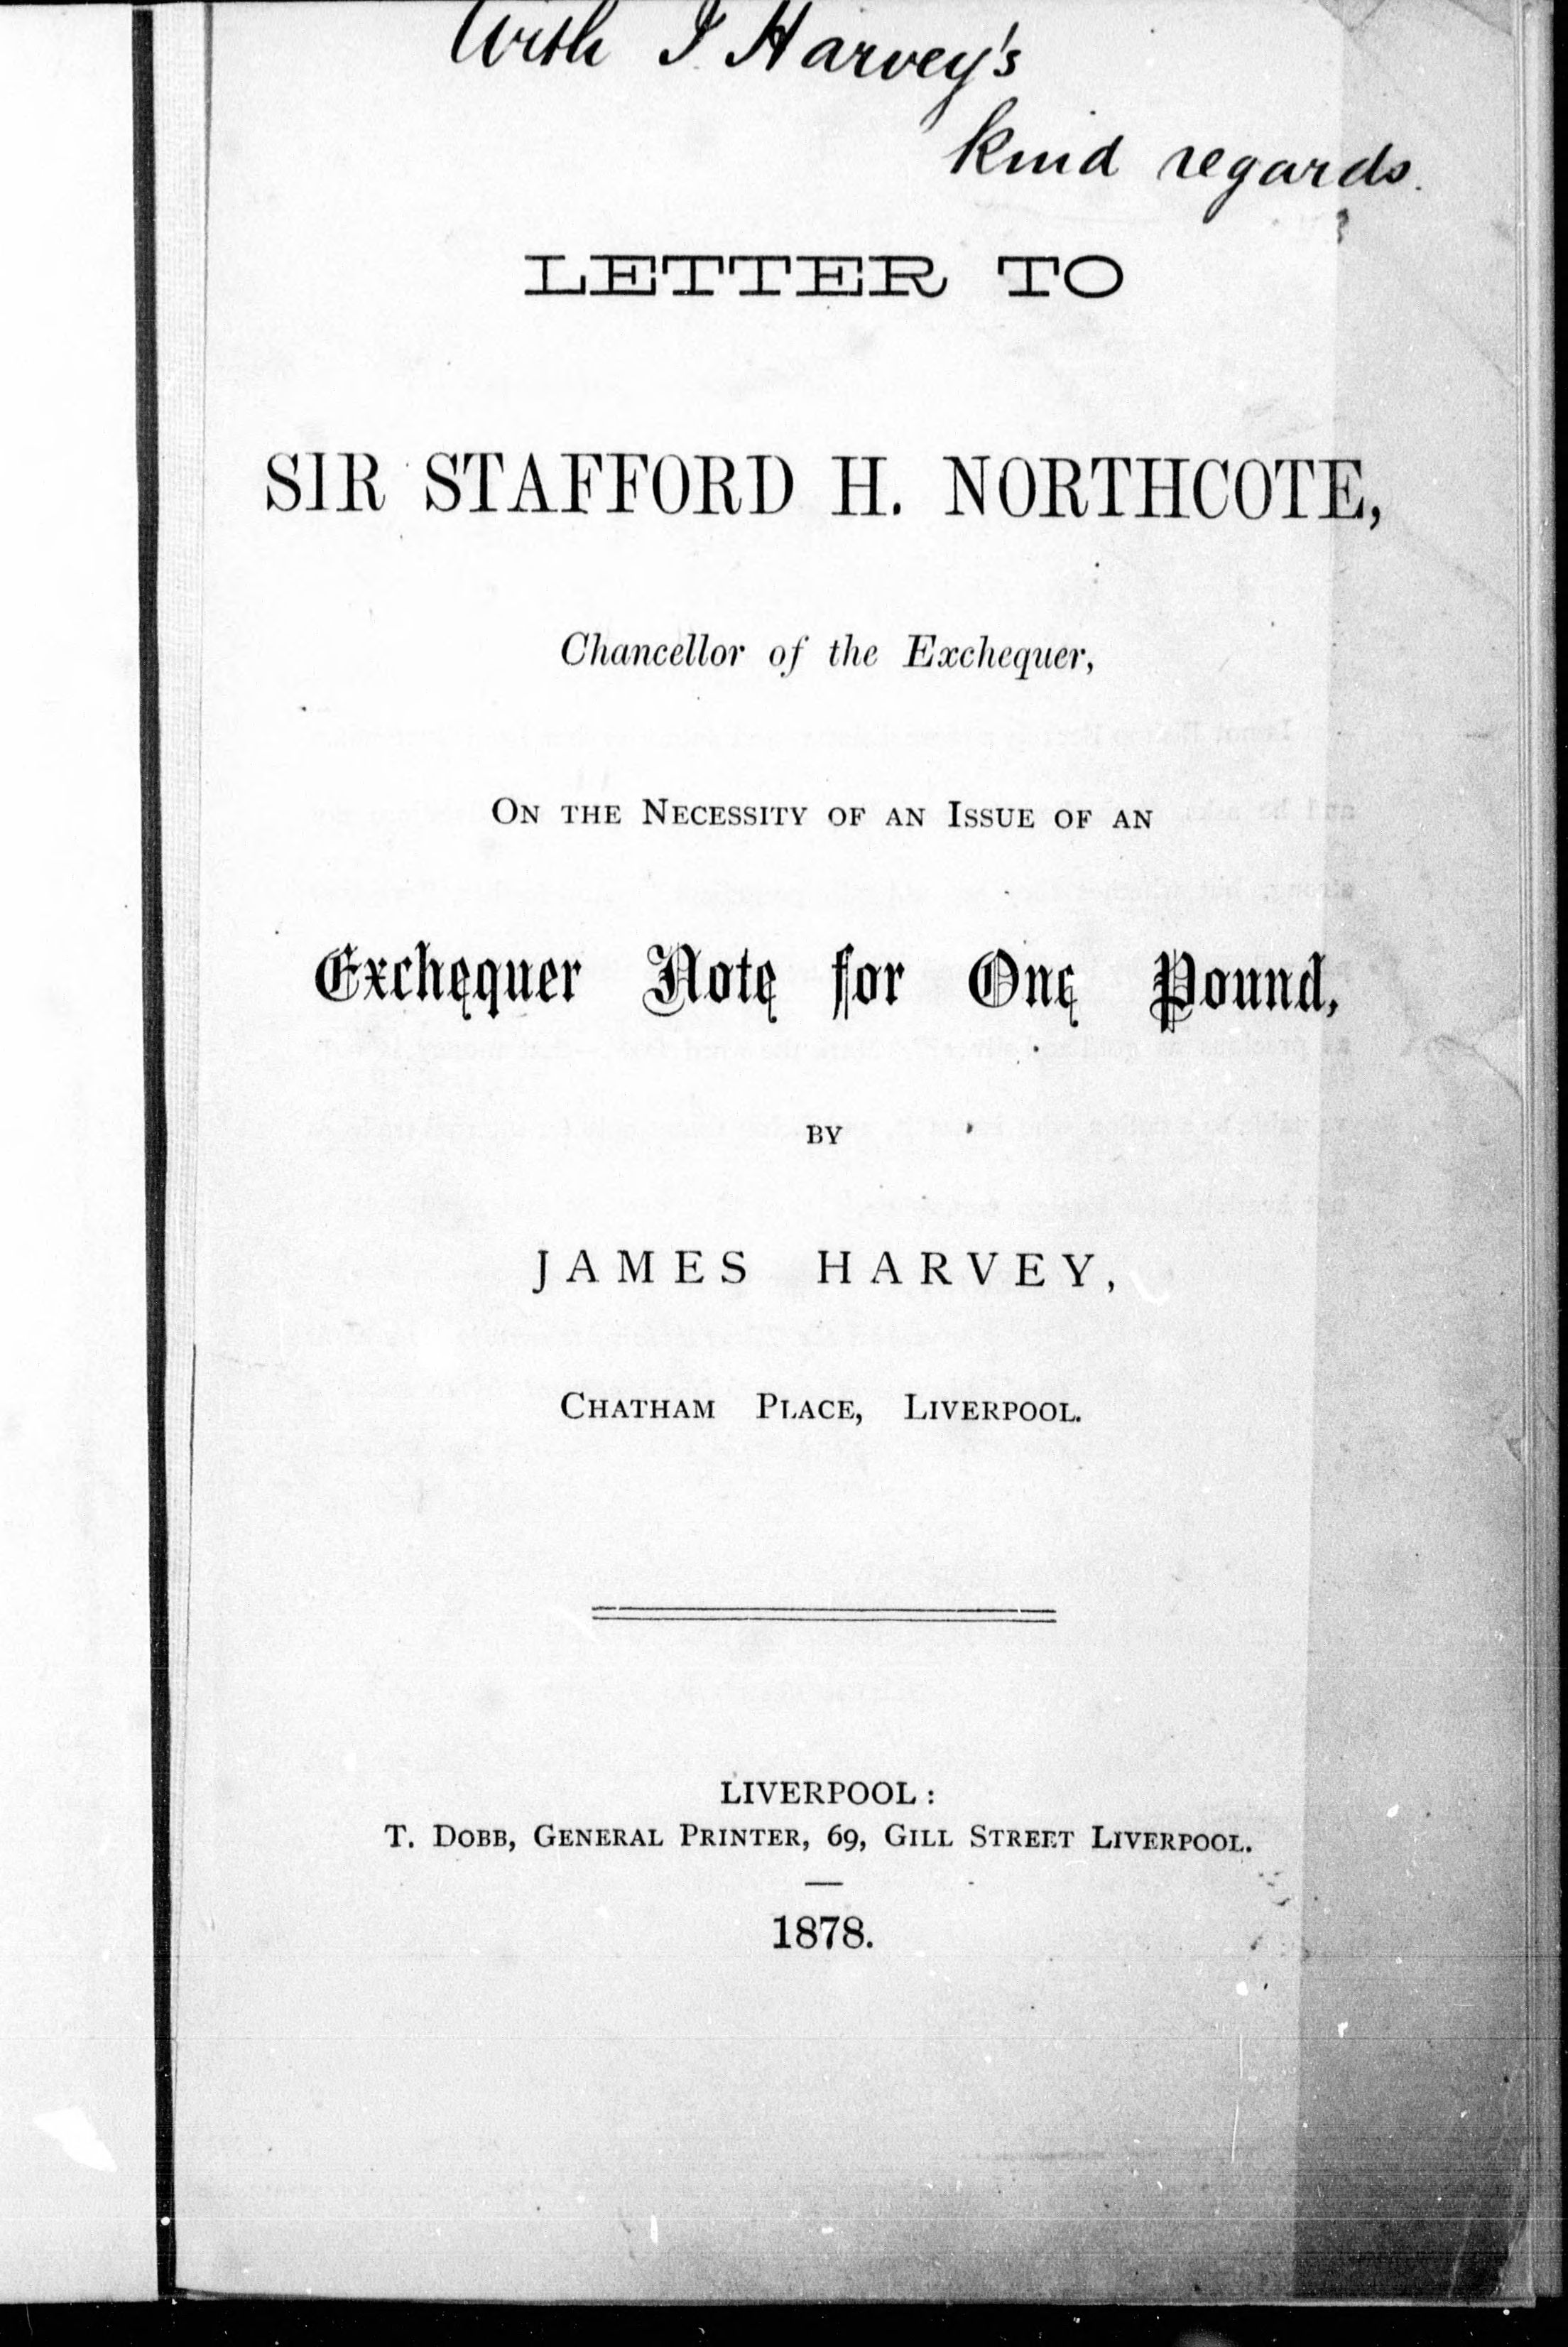 With J. Harvey's
kind regards.
LETTER TO
SIR STAFFORD H. NORTHCOTE,
Chancellor of the Exchequer,
ON THE NECESSITY OF AN ISSUE OF AN
Exchequer Note for One Pound,
BY
JAMES HARVEY,
CHATHAM PLACE, LIVERPOOL.
LIVERPOOL:
T. DOBB, GENERAL PRINTER, 69, GILL STREET LIVERPOOL.
1878.